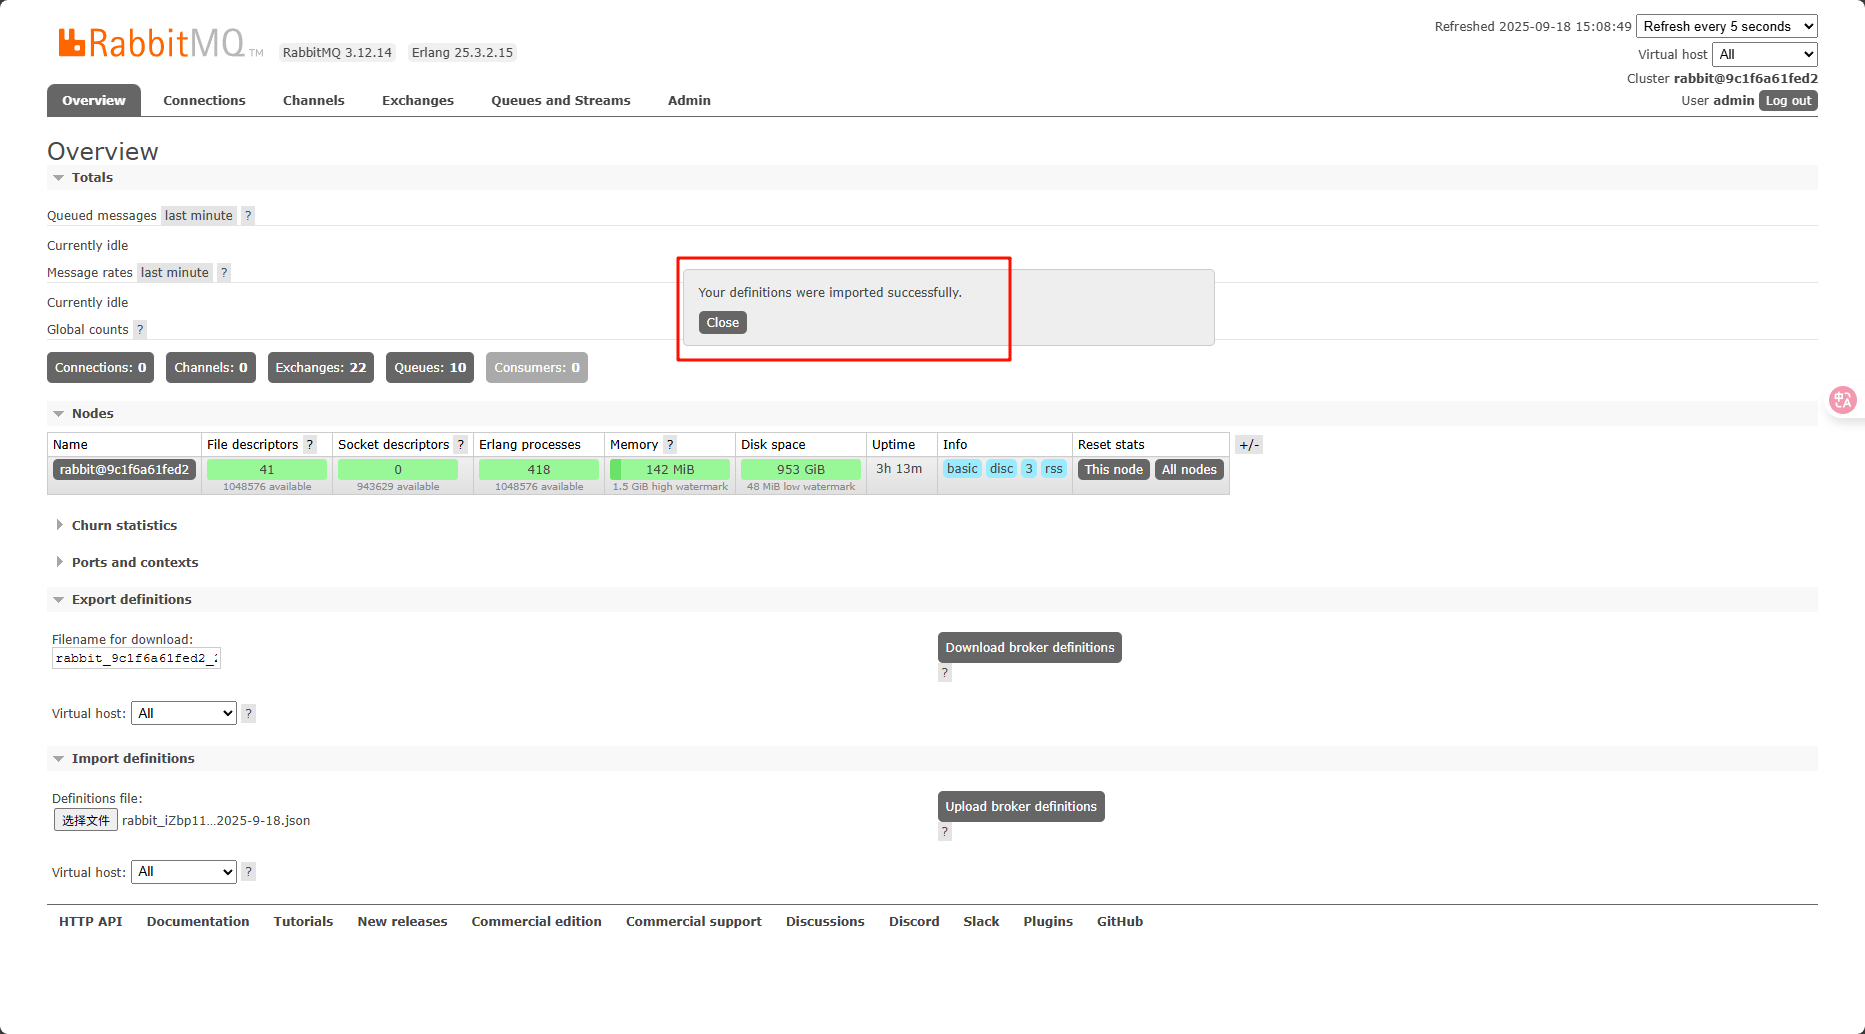 RabbitMQ TM RabbitMQ 3.12.14 Erlang 25.3.2.15
Refreshed 2025-09-18 15:08:49 Refresh every 5 seconds
Virtual host All
Cluster rabbit@9c1f6a61fed2
User admin Log out
Overview Connections Channels Exchanges Queues and Streams Admin
Overview
Totals
Queued messages last minute ?
Currently idle
Message rates last minute ?
Currently idle
Global counts ?
Your definitions were imported successfully.
Close
Connections: 0 Channels: 0 Exchanges: 22 Queues: 10 Consumers: 0
Nodes
Name File descriptors ? Socket descriptors ? Erlang processes Memory ? Disk space Uptime Info Reset stats +/-
rabbit@9c1f6a61fed2 41 0 418 142 MiB 953 GiB 3h 13m basic disc 3 rss This node All nodes
1048576 available 943629 available 1048576 available 1.5 GiB high watermark 48 MiB low watermark
Churn statistics
Ports and contexts
Export definitions
Filename for download:
rabbit_9c1f6a61fed2_
Download broker definitions
?
Virtual host: All ?
Import definitions
Definitions file:
选择文件 rabbit_iZbp11...2025-9-18.json
Upload broker definitions
?
Virtual host: All ?
HTTP API Documentation Tutorials New releases Commercial edition Commercial support Discussions Discord Slack Plugins GitHub
中A